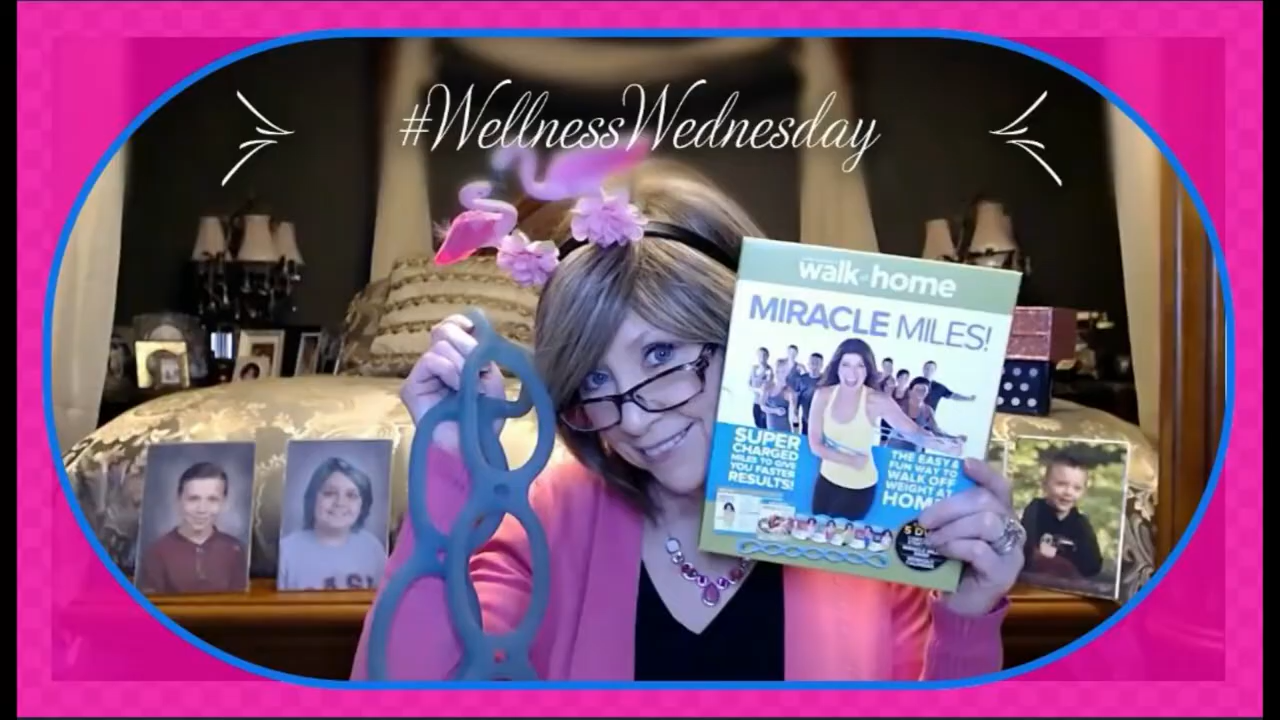 #WellnessWednesday
walk at home
MIRACLE MILES!
SUPER
CHARGED
MILES TO GIVE
YOU FASTER
RESULTS!
THE EASY &
FUN WAY TO
WALK OFF
WEIGHT AT
HOME